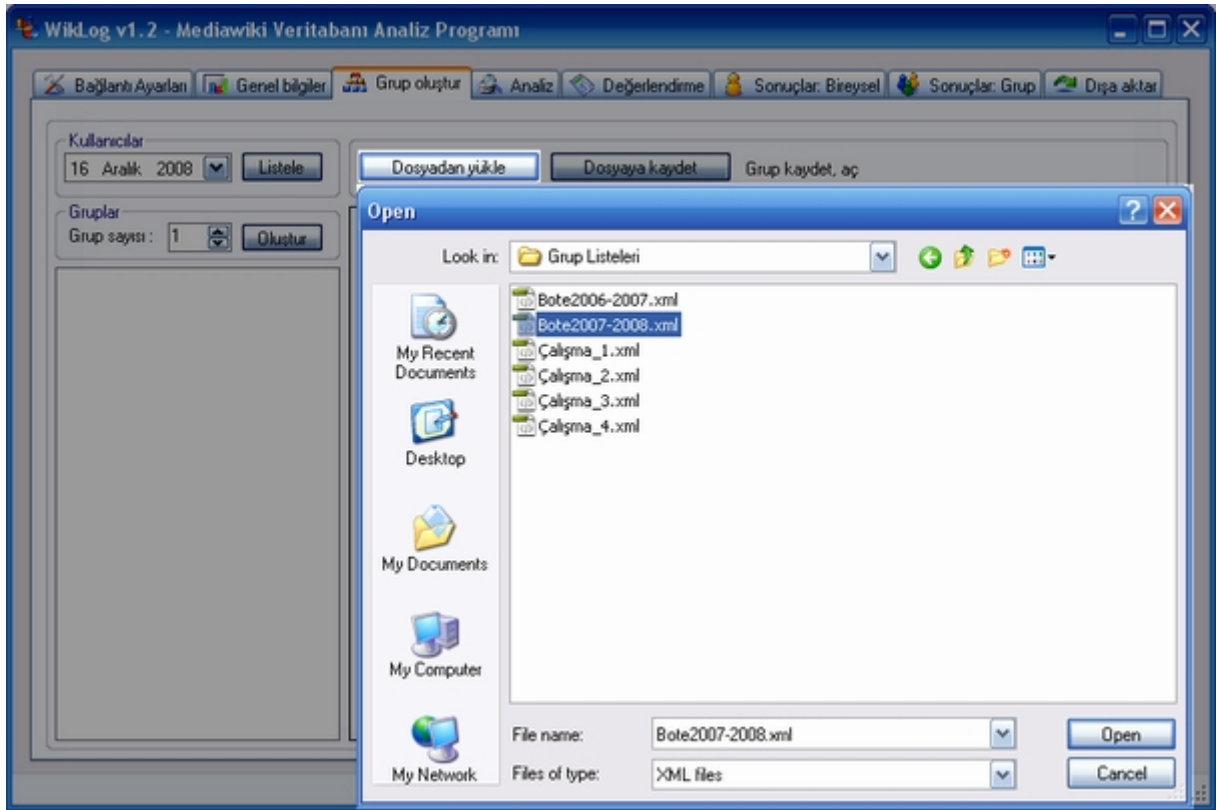 WikLog v1.2 - Mediawiki Veritabanı Analiz Programı
Bağlantı Ayarları Genel bilgiler Grup oluştur Analiz Değerlendirme Sonuçlar: Bireysel Sonuçlar: Grup Dışa aktar
Kullanıcılar
16 Aralık 2008 Listele
Dosyadan yükle Dosyaya kaydet Grup kaydet, aç
Gruplar
Grup sayısı : 1 Oluştur
Open
Look in: Grup Listeleri
My Recent Documents
Desktop
My Documents
My Computer
My Network
Bote2006-2007.xml
Bote2007-2008.xml
Çalışma_1.xml
Çalışma_2.xml
Çalışma_3.xml
Çalışma_4.xml
File name: Bote2007-2008.xml Open
Files of type: XML files Cancel